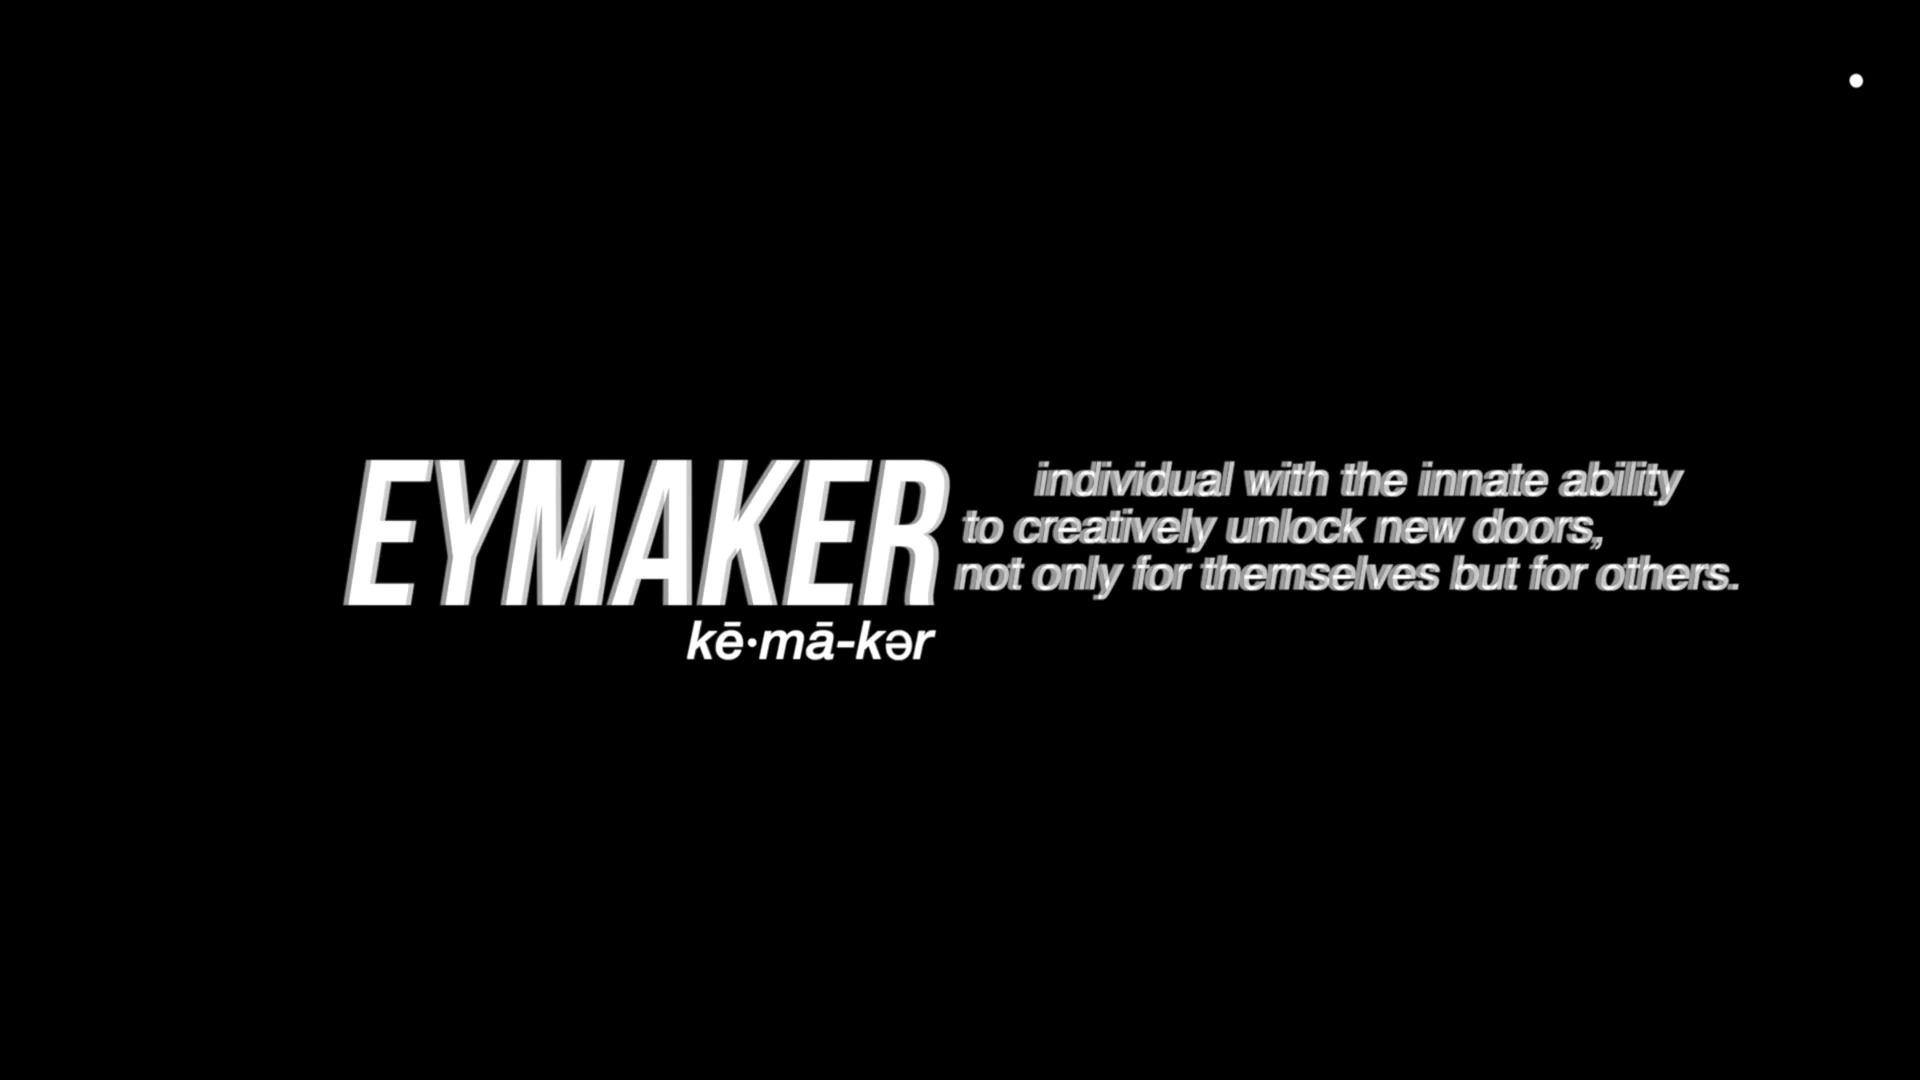 EYMAKER
kē·mā-kər
individual with the innate ability
to creatively unlock new doors,
not only for themselves but for others.